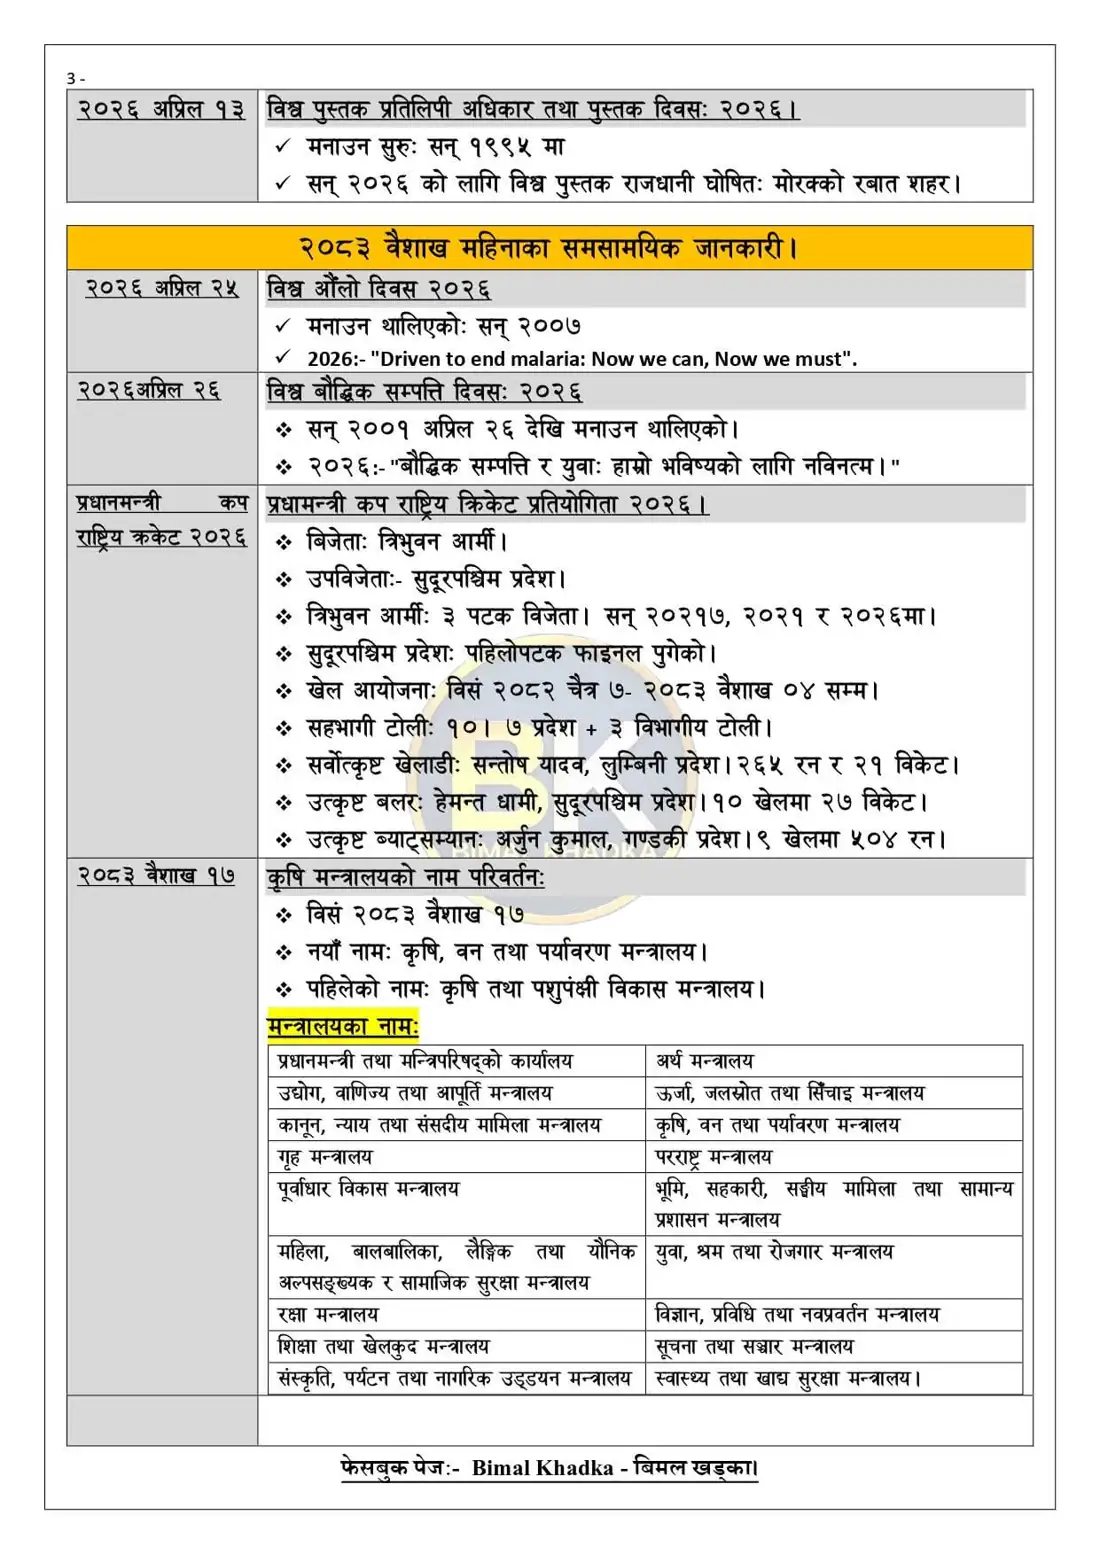 3 -
२०२६ अप्रिल १३
विश्व पुस्तक प्रतिलिपी अधिकार तथा पुस्तक दिवसः २०२६।
✓ मनाउन सुरुः सन् १९९५ मा
✓ सन् २०२६ को लागि विश्व पुस्तक राजधानी घोषितः मोरक्को रबात शहर।
२०८३ वैशाख महिनाका समसामयिक जानकारी।
२०२६ अप्रिल २५
विश्व औंलो दिवस २०२६
✓ मनाउन थालिएकोः सन् २००७
✓ 2026:- "Driven to end malaria: Now we can, Now we must".
२०२६अप्रिल २६
विश्व बौद्धिक सम्पत्ति दिवसः २०२६
❖ सन् २००१ अप्रिल २६ देखि मनाउन थालिएको।
❖ २०२६:- "बौद्धिक सम्पत्ति र युवाः हाम्रो भविष्यको लागि नविनत्म।"
प्रधानमन्त्री कप
राष्ट्रिय क्रकेट २०२६
प्रधामन्त्री कप राष्ट्रिय क्रिकेट प्रतियोगिता २०२६।
❖ बिजेताः त्रिभुवन आर्मी।
❖ उपविजेताः- सुदूरपश्चिम प्रदेश।
❖ त्रिभुवन आर्मीः ३ पटक विजेता। सन् २०२१७, २०२१ र २०२६मा।
❖ सुदूरपश्चिम प्रदेशः पहिलोपटक फाइनल पुगेको।
❖ खेल आयोजनाः विसं २०८२ चैत्र ७- २०८३ वैशाख ०४ सम्म।
❖ सहभागी टोलीः १०। ७ प्रदेश + ३ विभागीय टोली।
❖ सर्वोत्कृष्ट खेलाडीः सन्तोष यादव, लुम्बिनी प्रदेश।२६५ रन र २१ विकेट।
❖ उत्कृष्ट बलरः हेमन्त धामी, सुदूरपश्चिम प्रदेश।१० खेलमा २७ विकेट।
❖ उत्कृष्ट ब्याट्सम्यानः अर्जुन कुमाल, गण्डकी प्रदेश।९ खेलमा ५०४ रन।
BK
BIMAL KHADKA
२०८३ वैशाख १७
कृषि मन्त्रालयको नाम परिवर्तनः
❖ विसं २०८३ वैशाख १७
❖ नयाँ नामः कृषि, वन तथा पर्यावरण मन्त्रालय।
❖ पहिलेको नामः कृषि तथा पशुपंक्षी विकास मन्त्रालय।
मन्त्रालयका नामः
प्रधानमन्त्री तथा मन्त्रिपरिषद्को कार्यालय
अर्थ मन्त्रालय
उद्योग, वाणिज्य तथा आपूर्ति मन्त्रालय
ऊर्जा, जलस्रोत तथा सिँचाइ मन्त्रालय
कानून, न्याय तथा संसदीय मामिला मन्त्रालय
कृषि, वन तथा पर्यावरण मन्त्रालय
गृह मन्त्रालय
परराष्ट्र मन्त्रालय
पूर्वाधार विकास मन्त्रालय
भूमि, सहकारी, सङ्घीय मामिला तथा सामान्य
प्रशासन मन्त्रालय
महिला, बालबालिका, लैङ्गिक तथा यौनिक
अल्पसङ्ख्यक र सामाजिक सुरक्षा मन्त्रालय
युवा, श्रम तथा रोजगार मन्त्रालय
रक्षा मन्त्रालय
विज्ञान, प्रविधि तथा नवप्रवर्तन मन्त्रालय
शिक्षा तथा खेलकुद मन्त्रालय
सूचना तथा सञ्चार मन्त्रालय
संस्कृति, पर्यटन तथा नागरिक उड्डयन मन्त्रालय
स्वास्थ्य तथा खाद्य सुरक्षा मन्त्रालय।
फेसबुक पेजः- Bimal Khadka - बिमल खड्का।